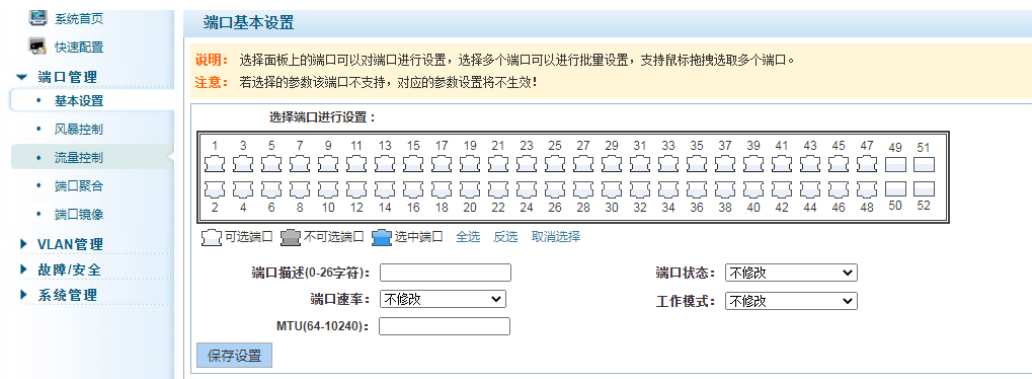 系统首页
快速配置
端口管理
基本设置
风暴控制
流量控制
端口聚合
端口镜像
VLAN管理
故障/安全
系统管理
端口基本设置
说明： 选择面板上的端口可以对端口进行设置，选择多个端口可以进行批量设置，支持鼠标拖拽选取多个端口。
注意： 若选择的参数该端口不支持，对应的参数设置将不生效！
选择端口进行设置：
1 3 5 7 9 11 13 15 17 19 21 23 25 27 29 31 33 35 37 39 41 43 45 47 49 51
2 4 6 8 10 12 14 16 18 20 22 24 26 28 30 32 34 36 38 40 42 44 46 48 50 52
可选端口 不可选端口 选中端口 全选 反选 取消选择
端口描述(0-26字符)： 端口状态： 不修改
端口速率： 不修改 工作模式： 不修改
MTU(64-10240)：
保存设置